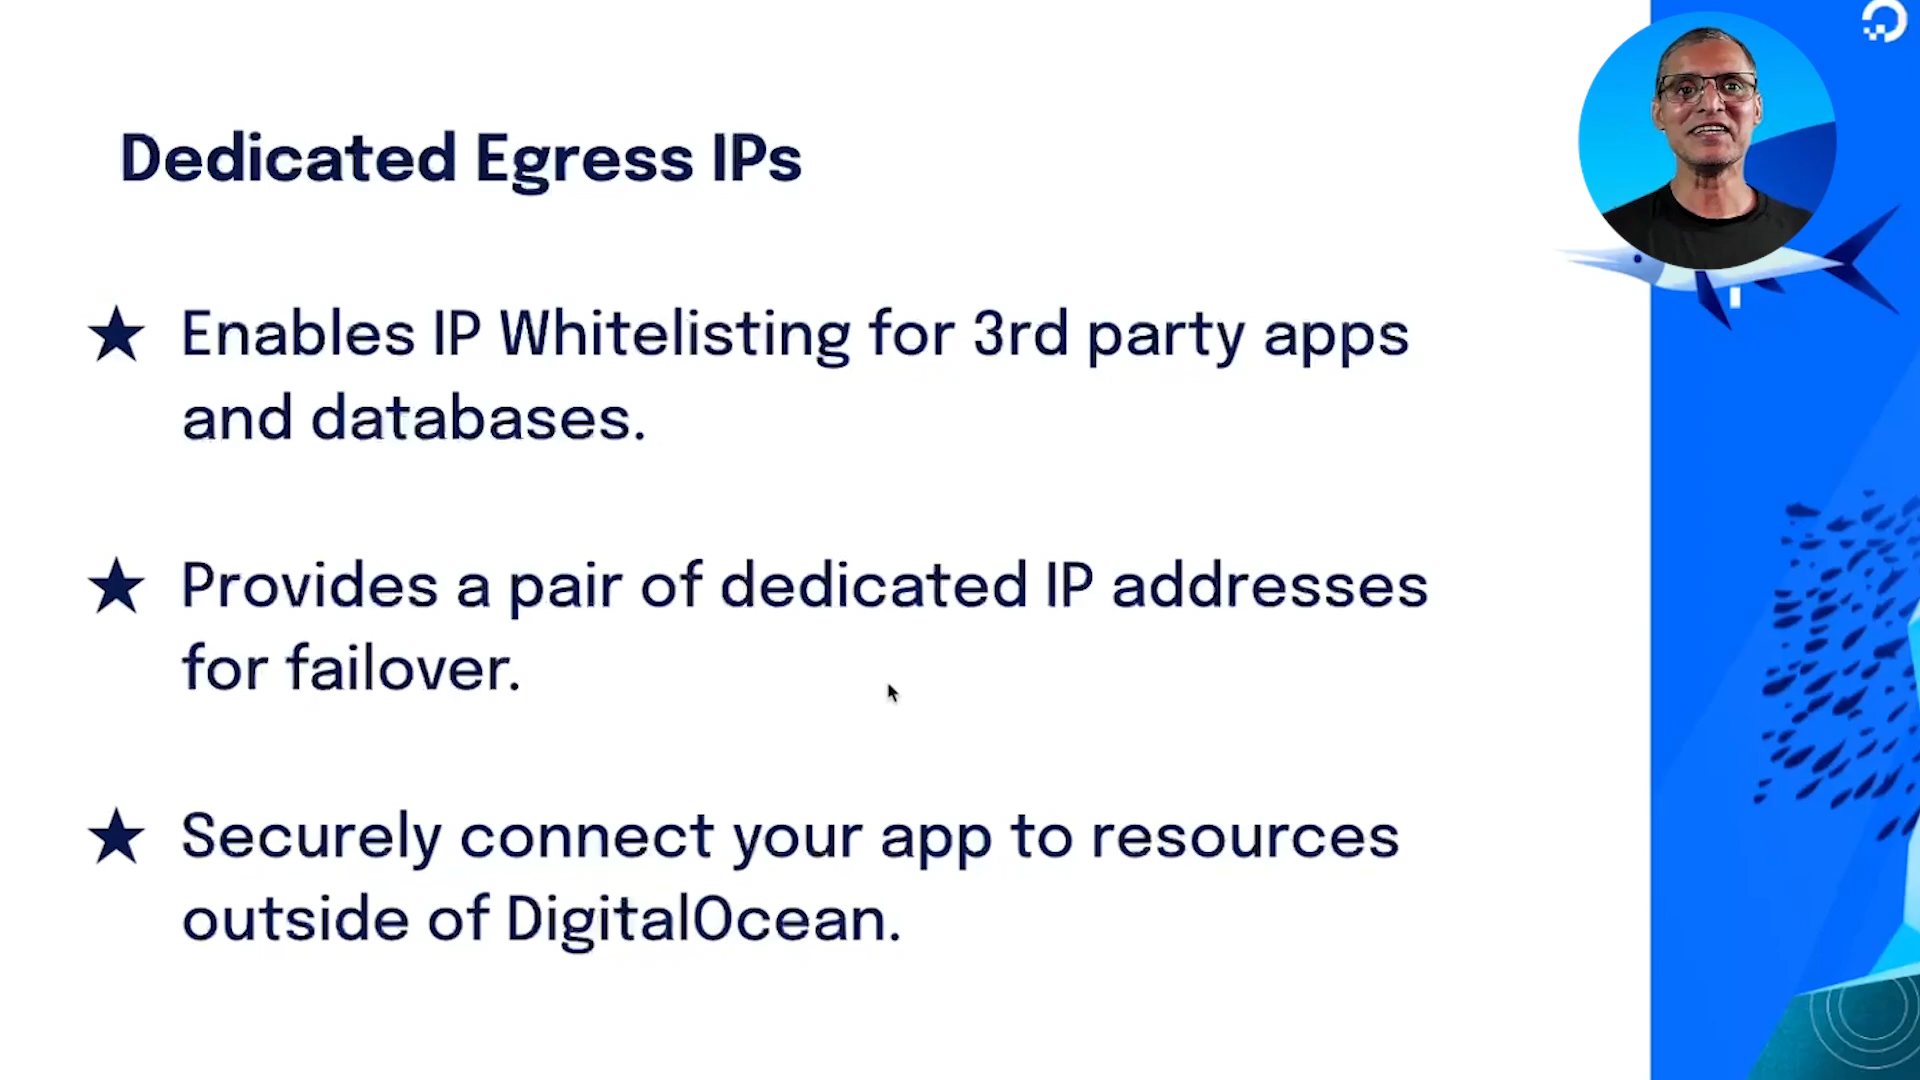 Dedicated Egress IPs
★ Enables IP Whitelisting for 3rd party apps
and databases.
★ Provides a pair of dedicated IP addresses
for failover.
★ Securely connect your app to resources
outside of DigitalOcean.